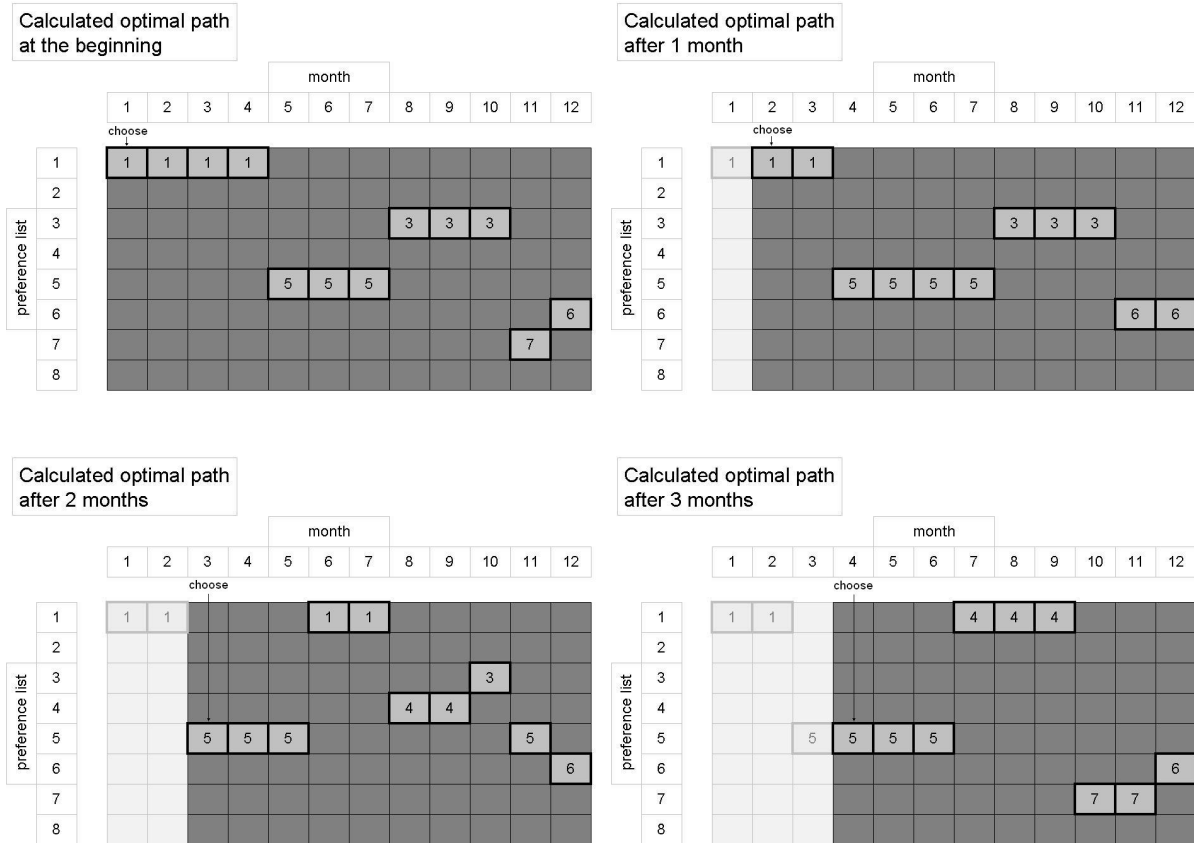 Calculated optimal path
at the beginning
month
1 2 3 4 5 6 7 8 9 10 11 12
choose
preference list
1 1 1 1 1
2
3 3 3 3
4
5 5 5 5
6 6
7 7
8
Calculated optimal path
after 1 month
month
1 2 3 4 5 6 7 8 9 10 11 12
choose
preference list
1 1 1 1
2
3 3 3 3
4
5 5 5 5 5
6 6 6
7
8
Calculated optimal path
after 2 months
month
1 2 3 4 5 6 7 8 9 10 11 12
choose
preference list
1 1 1 1 1
2
3 3
4 4 4
5 5 5 5 5
6 6
7
8
Calculated optimal path
after 3 months
month
1 2 3 4 5 6 7 8 9 10 11 12
choose
preference list
1 1 1 4 4 4
2
3
4
5 5 5 5 5
6 6
7 7 7
8